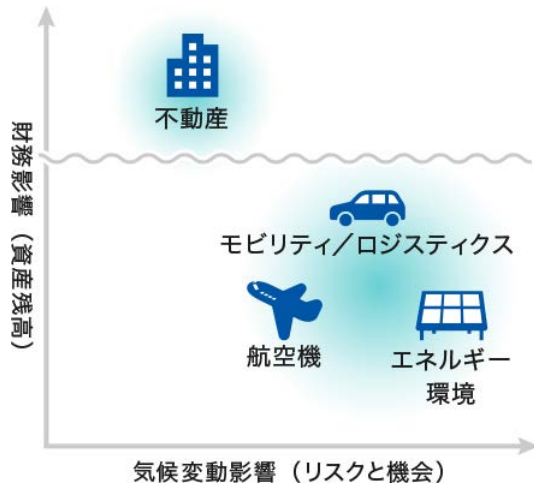 不動産
財務影響（資産残高）
モビリティ／ロジスティクス
航空機
エネルギー
環境
気候変動影響（リスクと機会）